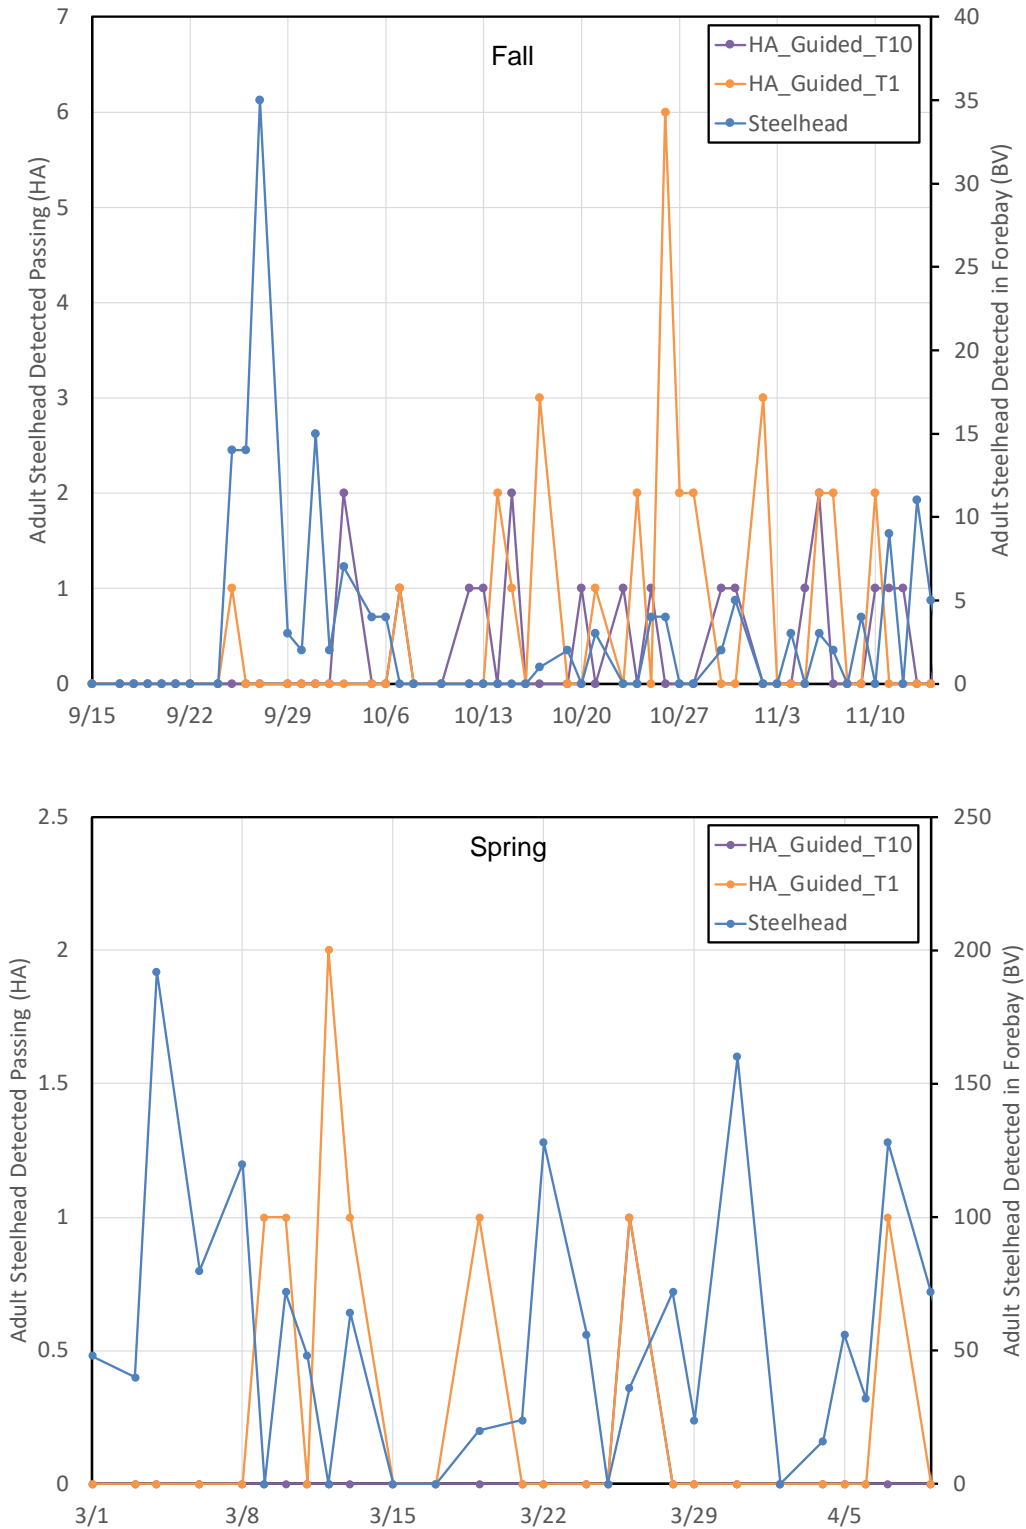 Fall
HA_Guided_T10
HA_Guided_T1
Steelhead
Adult Steelhead Detected Passing (HA)
7
6
5
4
3
2
1
0
Adult Steelhead Detected in Forebay (BV)
40
35
30
25
20
15
10
5
0
9/15 9/22 9/29 10/6 10/13 10/20 10/27 11/3 11/10
Spring
HA_Guided_T10
HA_Guided_T1
Steelhead
Adult Steelhead Detected Passing (HA)
2.5
2
1.5
1
0.5
0
Adult Steelhead Detected in Forebay (BV)
250
200
150
100
50
0
3/1 3/8 3/15 3/22 3/29 4/5